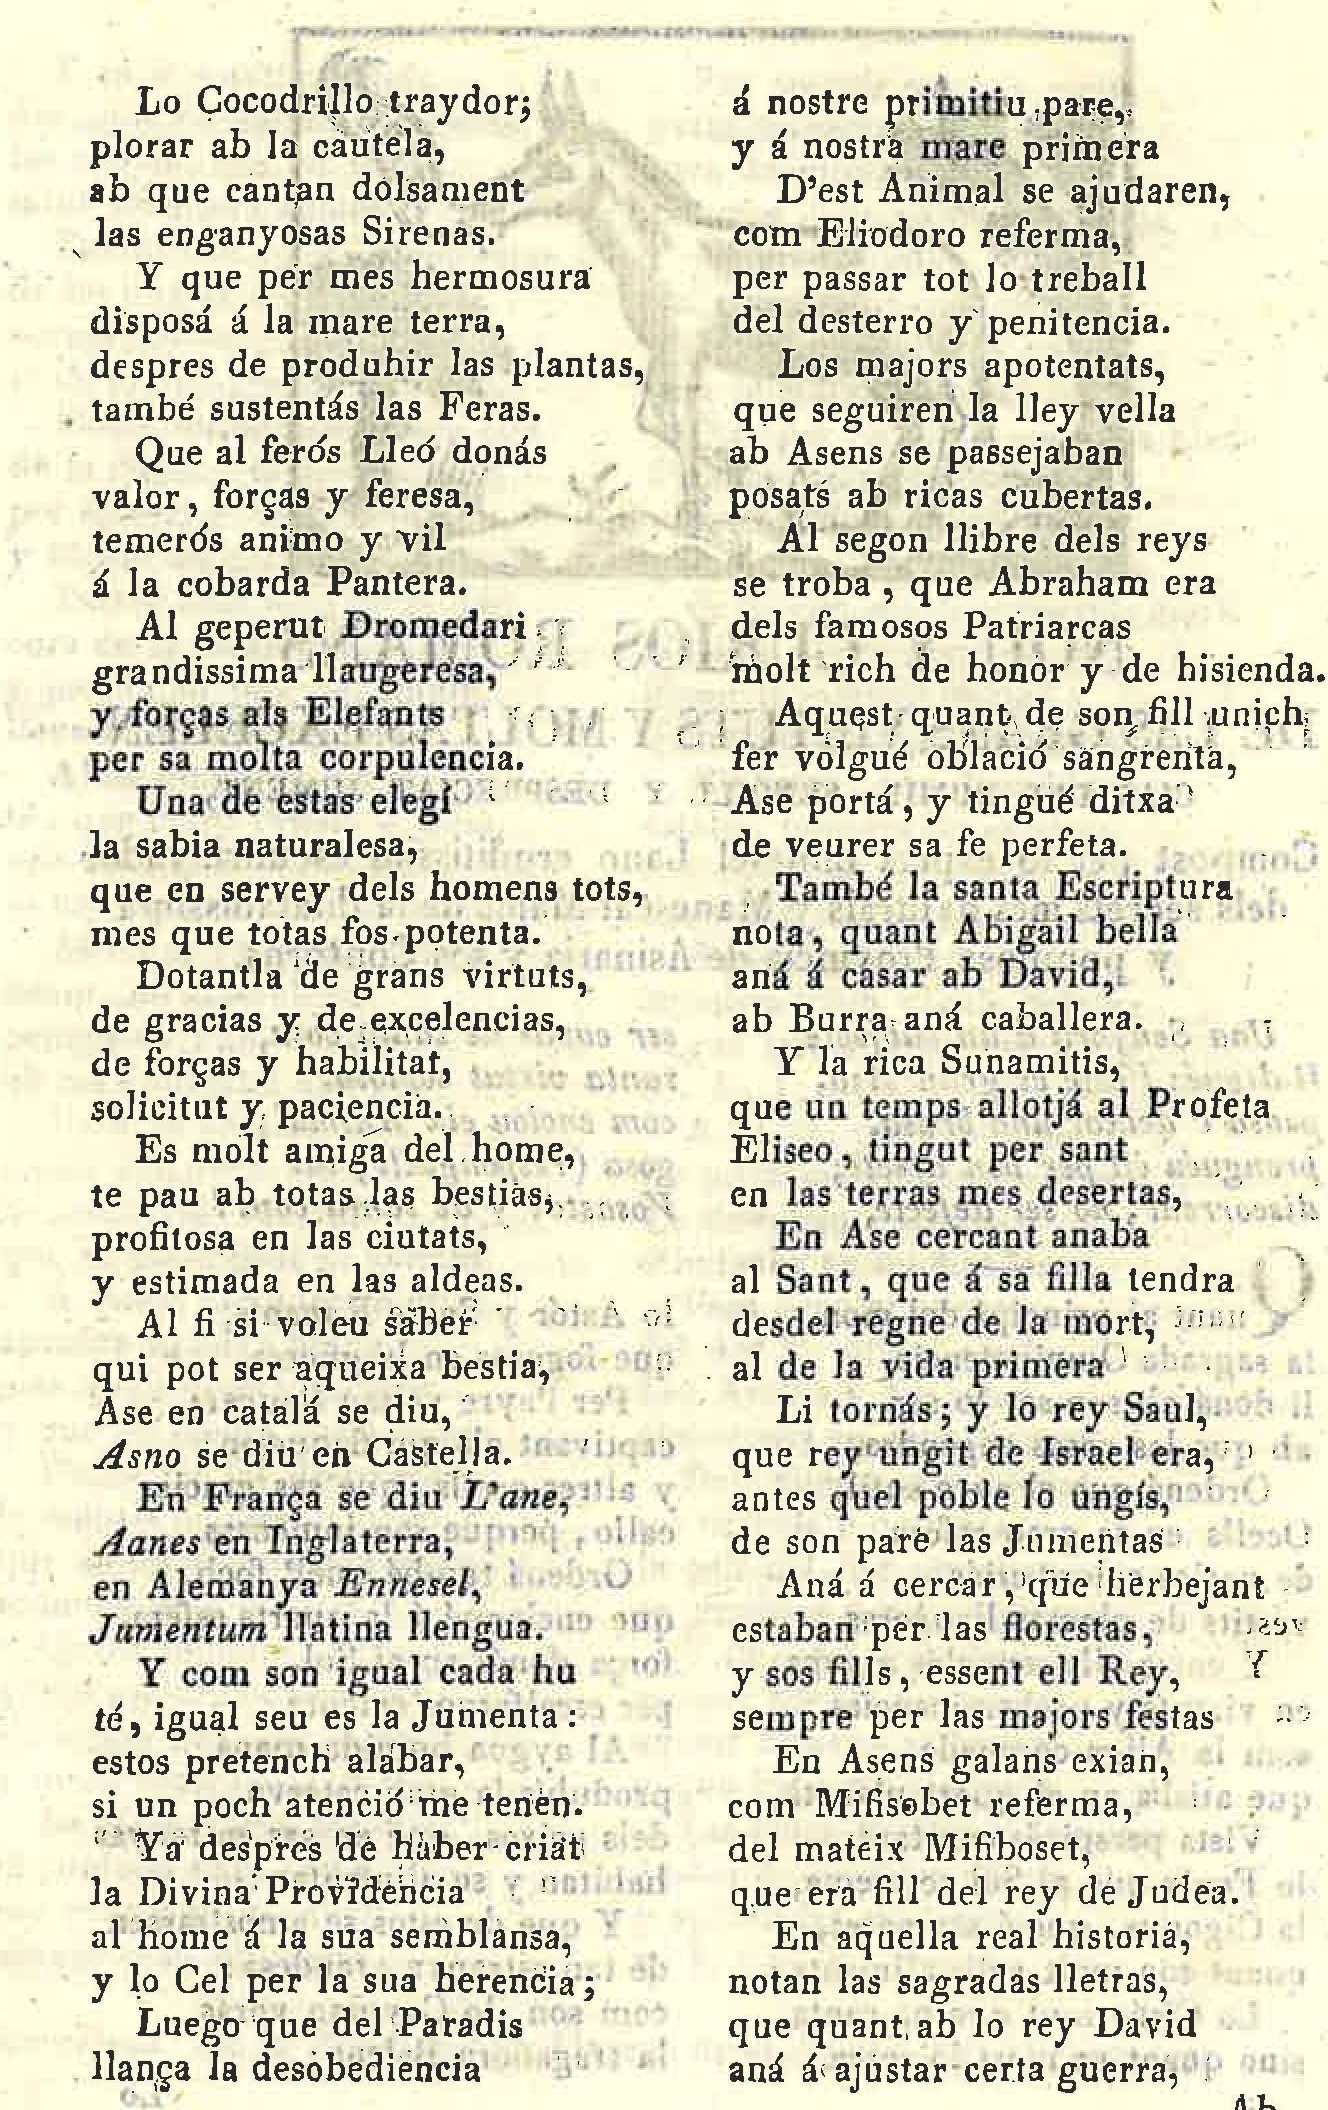 Lo Cocodrillo traydor;
plorar ab la cautela,
ab que cantan dolsament
las enganyosas Sirenas.
Y que per mes hermosura
disposá á la mare terra,
despres de produhir las plantas,
també sustentás las Feras.
Que al ferós Lleó donás
valor, forças y feresa,
temerós animo y vil
á la cobarda Pantera.
Al geperut Dromedari
grandissima llaugeresa,
y forças als Elefants
per sa molta corpulencia.
Una de estas elegí
la sabia naturalesa,
que en servey dels homens tots,
mes que totas fos potenta.
Dotantla de grans virtuts,
de gracias y de excelencias,
de forças y habilitat,
solicitut y paciencia.
Es molt amiga del home,
te pau ab totas las bestias,
profitosa en las ciutats,
y estimada en las aldeas.
Al fi si voleu saber
qui pot ser aqueixa bestia,
Ase en catalá se diu,
Asno se diu en Castella.
En França se diu L'ane,
Aanes en Inglaterra,
en Alemanya Ennesel,
Jumentum llatina llengua.
Y com son igual cada hu
té, igual seu es la Jumenta:
estos pretench alabar,
si un poch atenció me tenen.
Ya despres de haber criat
la Divina Providencia
al home á la sua semblansa,
y lo Cel per la sua herencia;
Luego que del Paradis
llança la desobediencia
á nostre primitiu pare,
y á nostra mare primera
D'est Animal se ajudaren,
com Eliodoro referma,
per passar tot lo treball
del desterro y penitencia.
Los majors apotentats,
que seguiren la lley vella
ab Asens se passejaban
posats ab ricas cubertas.
Al segon llibre dels reys
se troba, que Abraham era
dels famosos Patriarcas
molt rich de honor y de hisienda.
Aquest quant de son fill unich
fer volgué oblació sangrenta,
Ase portá, y tingué ditxa
de veurer sa fe perfeta.
També la santa Escriptura
nota, quant Abigail bella
aná á casar ab David,
ab Burra aná caballera.
Y la rica Sunamitis,
que un temps allotjá al Profeta
Eliseo, tingut per sant
en las terras mes desertas,
En Ase cercant anaba
al Sant, que á sa filla tendra
desdel regne de la mort,
al de la vida primera
Li tornás; y lo rey Saul,
que rey ungit de Israel era,
antes quel poble lo ungís,
de son pare las Jumentas
Aná á cercar, que herbejant
estaban per las florestas,
y sos fills, essent ell Rey,
sempre per las majors festas
En Asens galans exian,
com Mifisobet referma,
del mateix Mifiboset,
que era fill del rey de Judea.
En aquella real historia,
notan las sagradas lletras,
que quant ab lo rey David
aná á ajustar certa guerra,
Ab